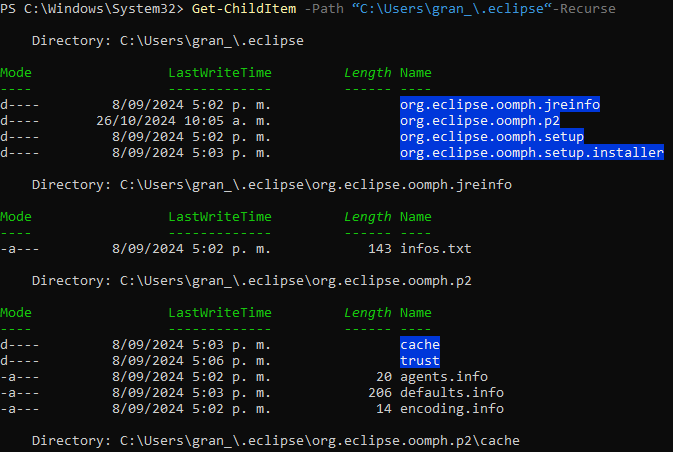 PS C:\Windows\System32> Get-ChildItem -Path “C:\Users\gran_\.eclipse“-Recurse
Directory: C:\Users\gran_\.eclipse
Mode LastWriteTime Length Name
---- ------------- ------ ----
d---- 8/09/2024 5:02 p. m. org.eclipse.oomph.jreinfo
d---- 26/10/2024 10:05 a. m. org.eclipse.oomph.p2
d---- 8/09/2024 5:02 p. m. org.eclipse.oomph.setup
d---- 8/09/2024 5:03 p. m. org.eclipse.oomph.setup.installer
Directory: C:\Users\gran_\.eclipse\org.eclipse.oomph.jreinfo
Mode LastWriteTime Length Name
---- ------------- ------ ----
-a--- 8/09/2024 5:02 p. m. 143 infos.txt
Directory: C:\Users\gran_\.eclipse\org.eclipse.oomph.p2
Mode LastWriteTime Length Name
---- ------------- ------ ----
d---- 8/09/2024 5:03 p. m. cache
d---- 8/09/2024 5:06 p. m. trust
-a--- 8/09/2024 5:02 p. m. 20 agents.info
-a--- 8/09/2024 5:03 p. m. 206 defaults.info
-a--- 8/09/2024 5:02 p. m. 14 encoding.info
Directory: C:\Users\gran_\.eclipse\org.eclipse.oomph.p2\cache